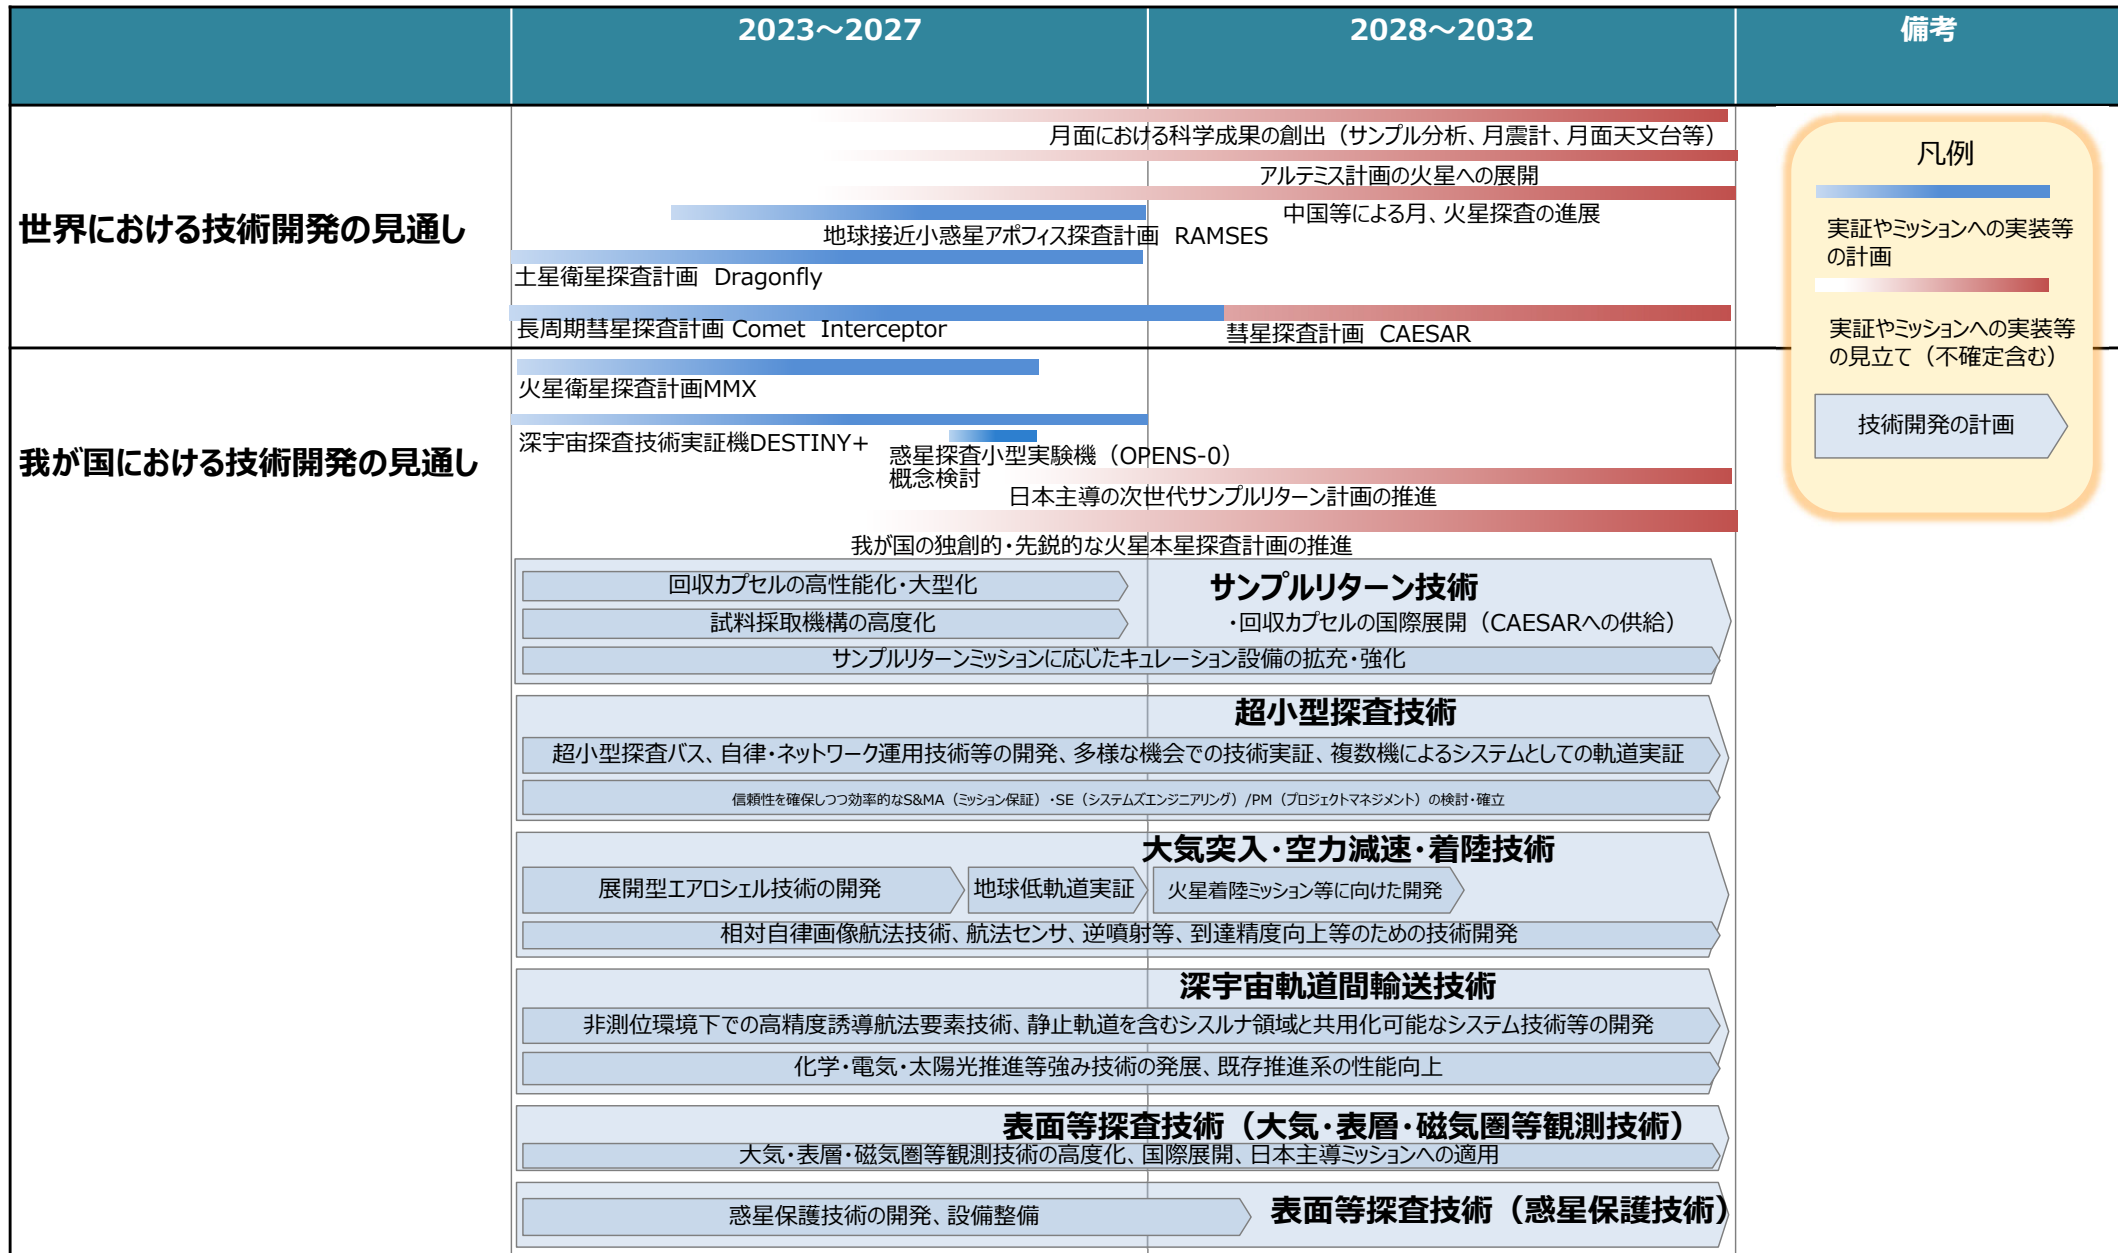 2023～2027
2028～2032
備考
世界における技術開発の見通し
月面における科学成果の創出（サンプル分析、月震計、月面天文台等）
アルテミス計画の火星への展開
中国等による月、火星探査の進展
地球接近小惑星アポフィス探査計画　RAMSES
土星衛星探査計画　Dragonfly
長周期彗星探査計画 Comet Interceptor
彗星探査計画　CAESAR
凡例
実証やミッションへの実装等
の計画
実証やミッションへの実装等
の見立て（不確定含む）
技術開発の計画
我が国における技術開発の見通し
火星衛星探査計画MMX
深宇宙探査技術実証機DESTINY+
惑星探査小型実験機（OPENS-0）
概念検討
日本主導の次世代サンプルリターン計画の推進
我が国の独創的・先鋭的な火星本星探査計画の推進
サンプルリターン技術
回収カプセルの高性能化・大型化
試料採取機構の高度化
・回収カプセルの国際展開（CAESARへの供給）
サンプルリターンミッションに応じたキュレーション設備の拡充・強化
超小型探査技術
超小型探査バス、自律・ネットワーク運用技術等の開発、多様な機会での技術実証、複数機によるシステムとしての軌道実証
信頼性を確保しつつ効率的なS&MA（ミッション保証）・SE（システムズエンジニアリング）/PM（プロジェクトマネジメント）の検討・確立
大気突入・空力減速・着陸技術
展開型エアロシェル技術の開発
地球低軌道実証
火星着陸ミッション等に向けた開発
相対自律画像航法技術、航法センサ、逆噴射等、到達精度向上等のための技術開発
深宇宙軌道間輸送技術
非測位環境下での高精度誘導航法要素技術、静止軌道を含むシスルナ領域と共用化可能なシステム技術等の開発
化学・電気・太陽光推進等強み技術の発展、既存推進系の性能向上
表面等探査技術（大気・表層・磁気圏等観測技術）
大気・表層・磁気圏等観測技術の高度化、国際展開、日本主導ミッションへの適用
表面等探査技術（惑星保護技術）
惑星保護技術の開発、設備整備